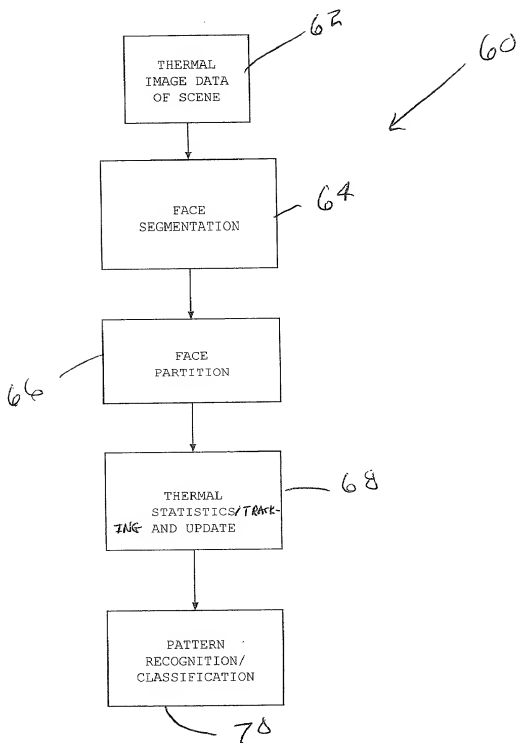 62
60
THERMAL
IMAGE DATA
OF SCENE
64
FACE
SEGMENTATION
FACE
PARTITION
66
68
THERMAL
STATISTICS/TRACK-
ING AND UPDATE
PATTERN
RECOGNITION/
CLASSIFICATION
70